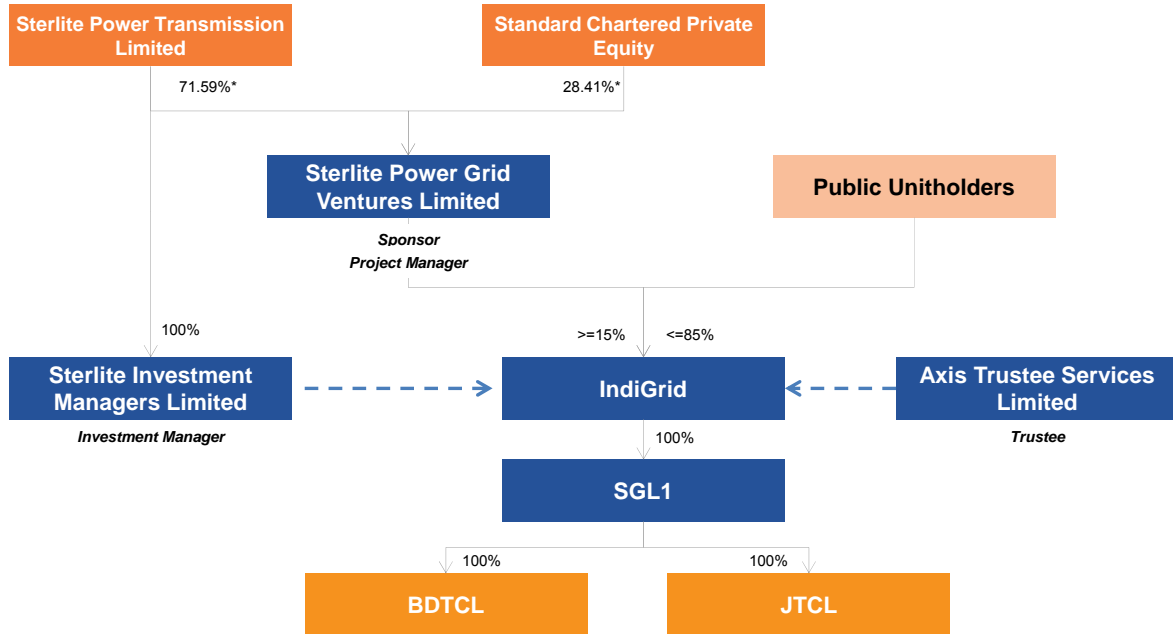 Sterlite Power Transmission
Limited
Standard Chartered Private
Equity
71.59%*
28.41%*
Sterlite Power Grid
Ventures Limited
Public Unitholders
Sponsor
Project Manager
100%
>=15%
<=85%
Sterlite Investment
Managers Limited
IndiGrid
Axis Trustee Services
Limited
Investment Manager
100%
Trustee
SGL1
100%
100%
BDTCL
JTCL